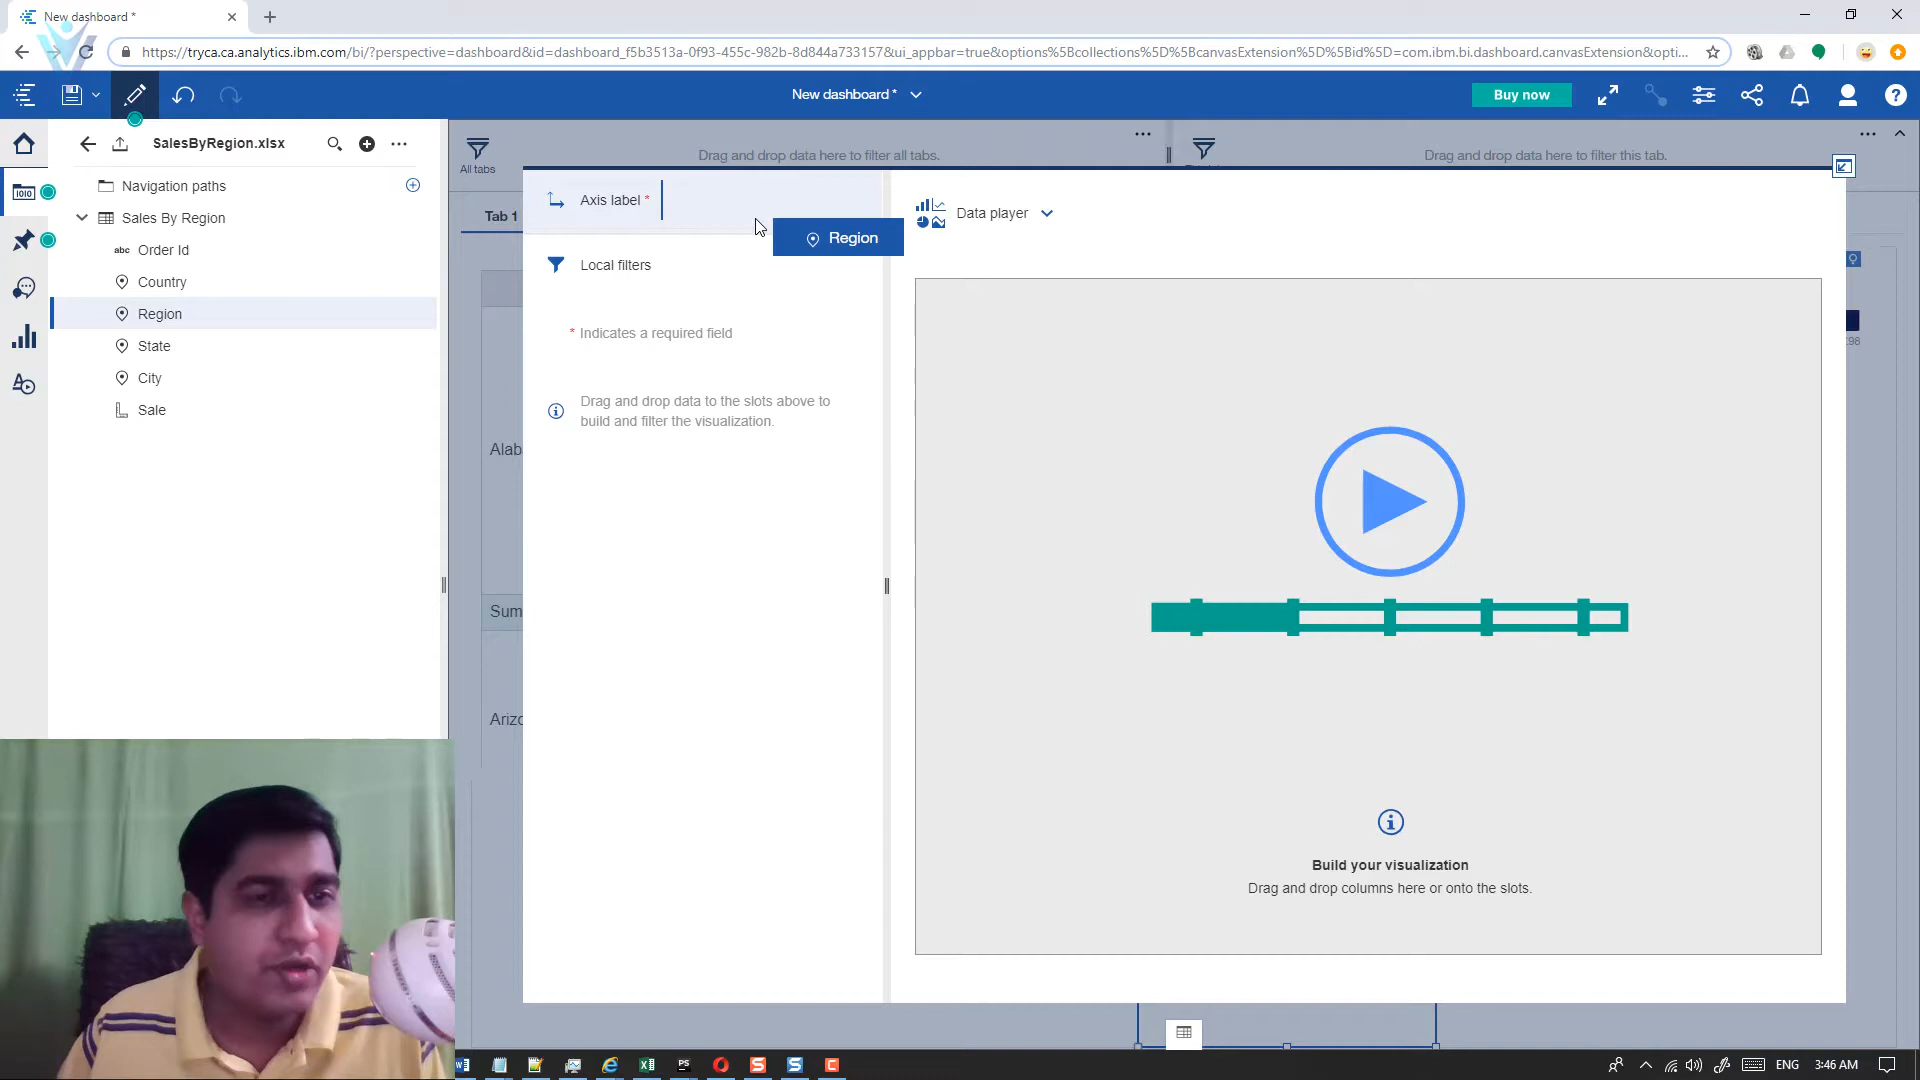 New dashboard *
https://tryca.ca.analytics.ibm.com/bi/?perspective=dashboard&id=dashboard_f5b3513a-0f93-455c-982b-8d844a733157&ui_appbar=true&options%5Bcollections%5D%5BcanvasExtension%5D%5Bid%5D=com.ibm.bi.dashboard.canvasExtension&opti...
New dashboard *
Buy now
SalesByRegion.xlsx
Navigation paths
Sales By Region
abc Order Id
Country
Region
State
City
Sale
All tabs
Drag and drop data here to filter all tabs.
Drag and drop data here to filter this tab.
Tab 1
Axis label *
Region
Data player
Local filters
* Indicates a required field
Drag and drop data to the slots above to
build and filter the visualization.
Alab
Sum
Arizo
Build your visualization
Drag and drop columns here or onto the slots.
ENG
3:46 AM